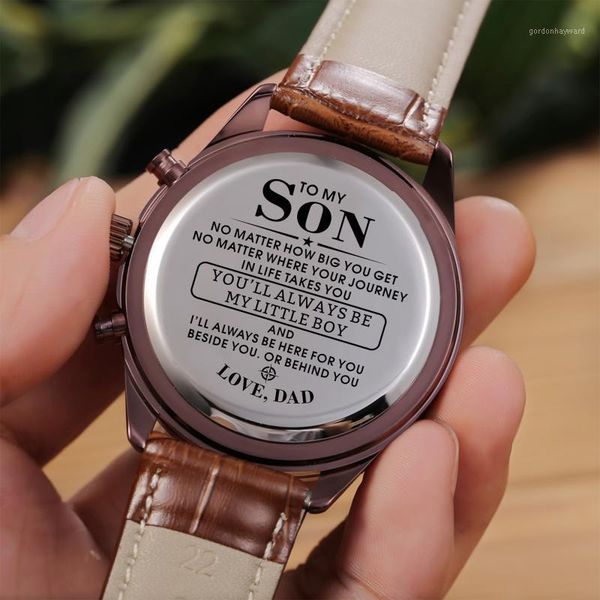 gordonhayward
TO MY
SON
NO MATTER HOW BIG YOU GET
NO MATTER WHERE YOUR JOURNEY
IN LIFE TAKES YOU
YOU'LL ALWAYS BE
MY LITTLE BOY
AND
I'LL ALWAYS BE HERE FOR YOU
BESIDE YOU. OR BEHIND YOU
LOVE, DAD
22